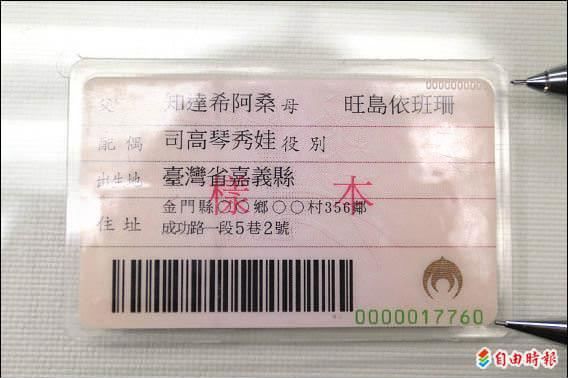 000000000
父 知達希阿桑 母 旺島依班珊
配偶 司高琴秀娃 役別
出生地 臺灣省嘉義縣
樣本
住址 金門縣○○鄉○○村356鄰
成功路一段5巷2號
0000017760
自由時報